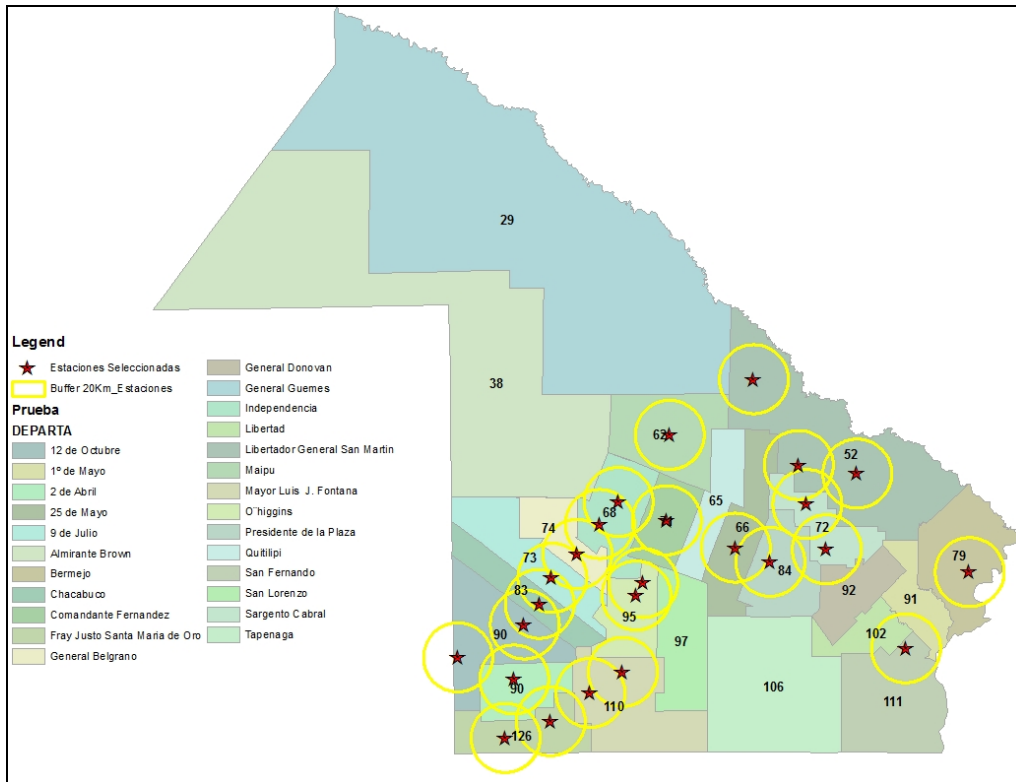 29
38
Legend
Estaciones Seleccionadas
Buffer 20Km_Estaciones
Prueba
DEPARTA
12 de Octubre
1º de Mayo
2 de Abril
25 de Mayo
9 de Julio
Almirante Brown
Bermejo
Chacabuco
Comandante Fernandez
Fray Justo Santa Maria de Oro
General Belgrano
General Donovan
General Guemes
Independencia
Libertad
Libertador General San Martin
Maipu
Mayor Luis J. Fontana
O¨higgins
Presidente de la Plaza
Quitilipi
San Fernando
San Lorenzo
Sargento Cabral
Tapenaga
62
52
65
68
74
66
72
73
84
79
83
92
91
95
90
102
97
90
106
111
110
126